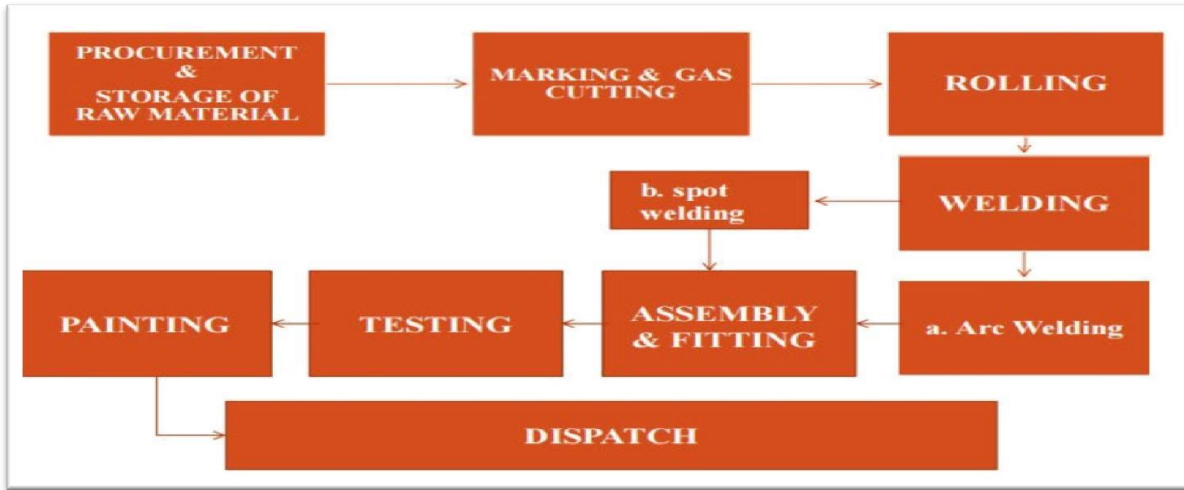 PROCUREMENT
&
STORAGE OF
RAW MATERIAL
MARKING & GAS
CUTTING
ROLLING
b. spot
welding
WELDING
PAINTING
TESTING
ASSEMBLY
& FITTING
a. Arc Welding
DISPATCH